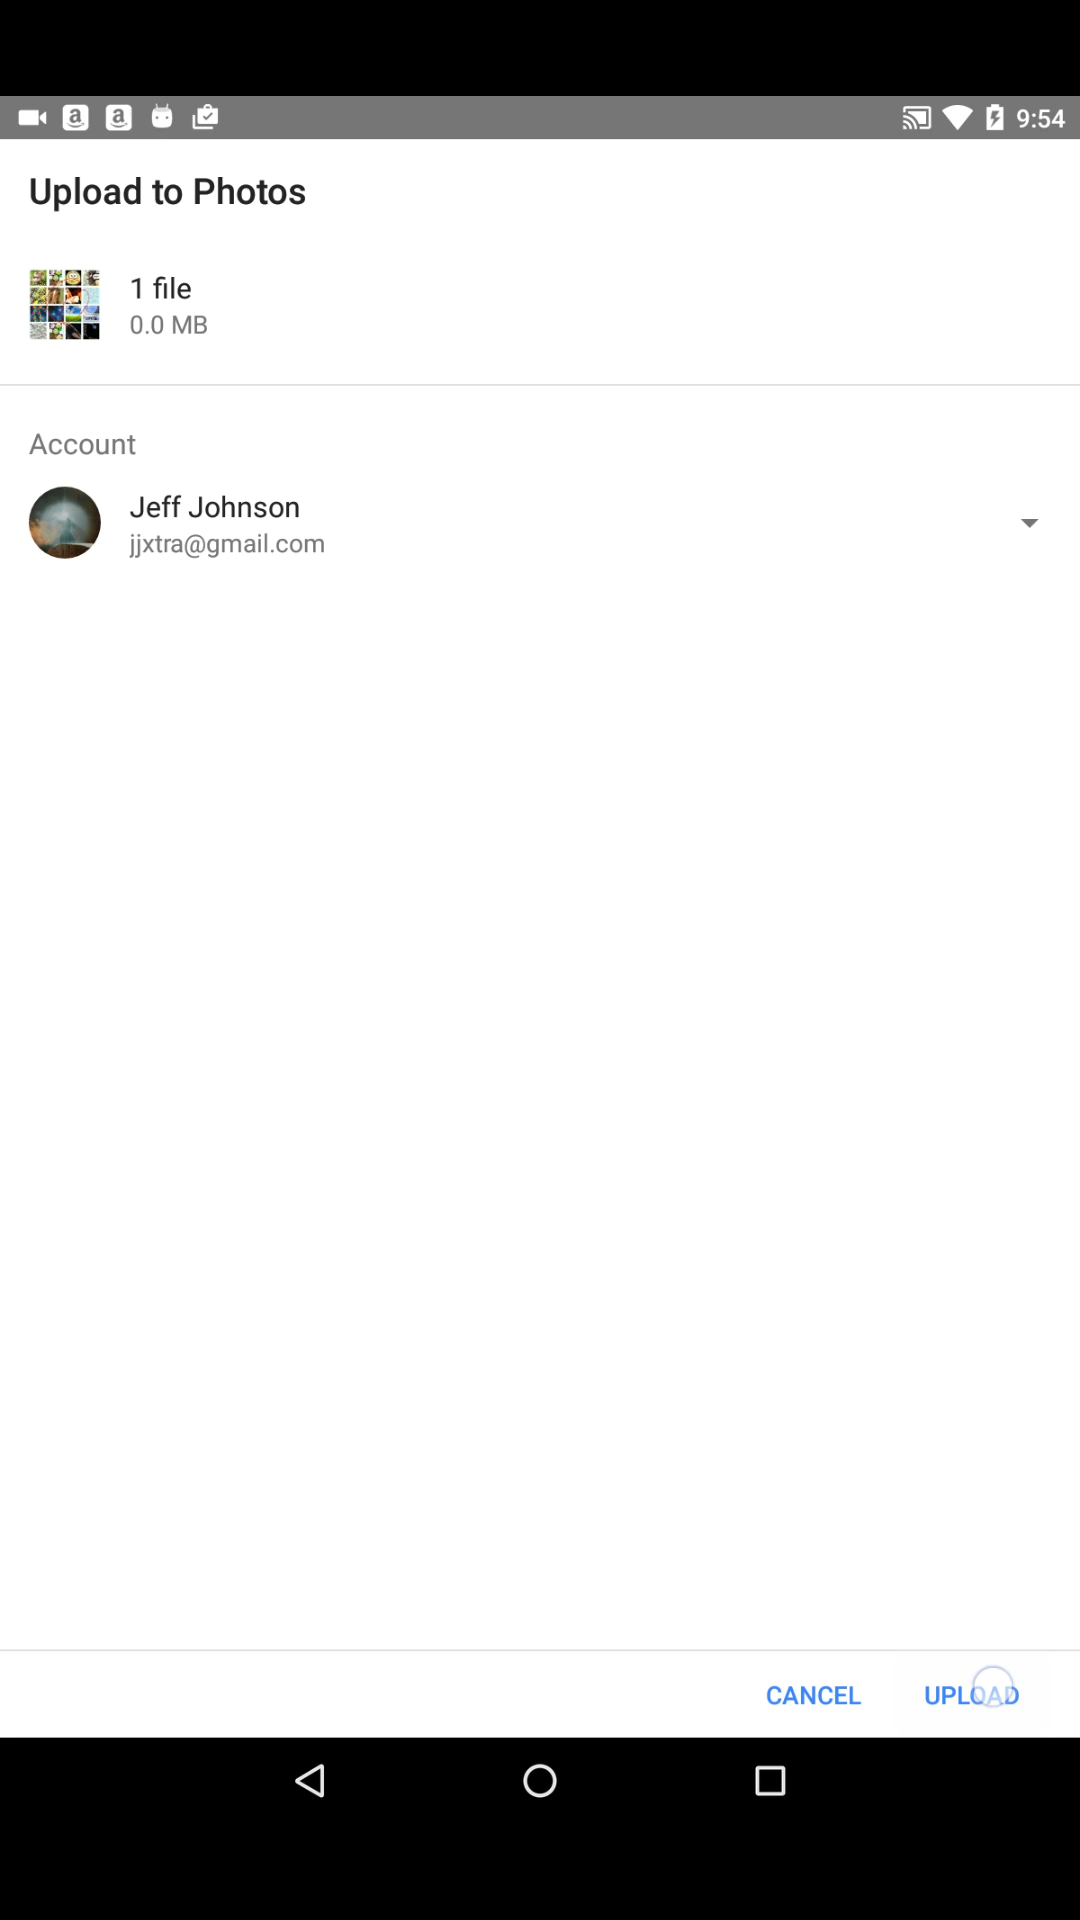 9:54
Upload to Photos
1 file
0.0 MB
Account
Jeff Johnson
jjxtra@gmail.com
CANCEL UPLOAD